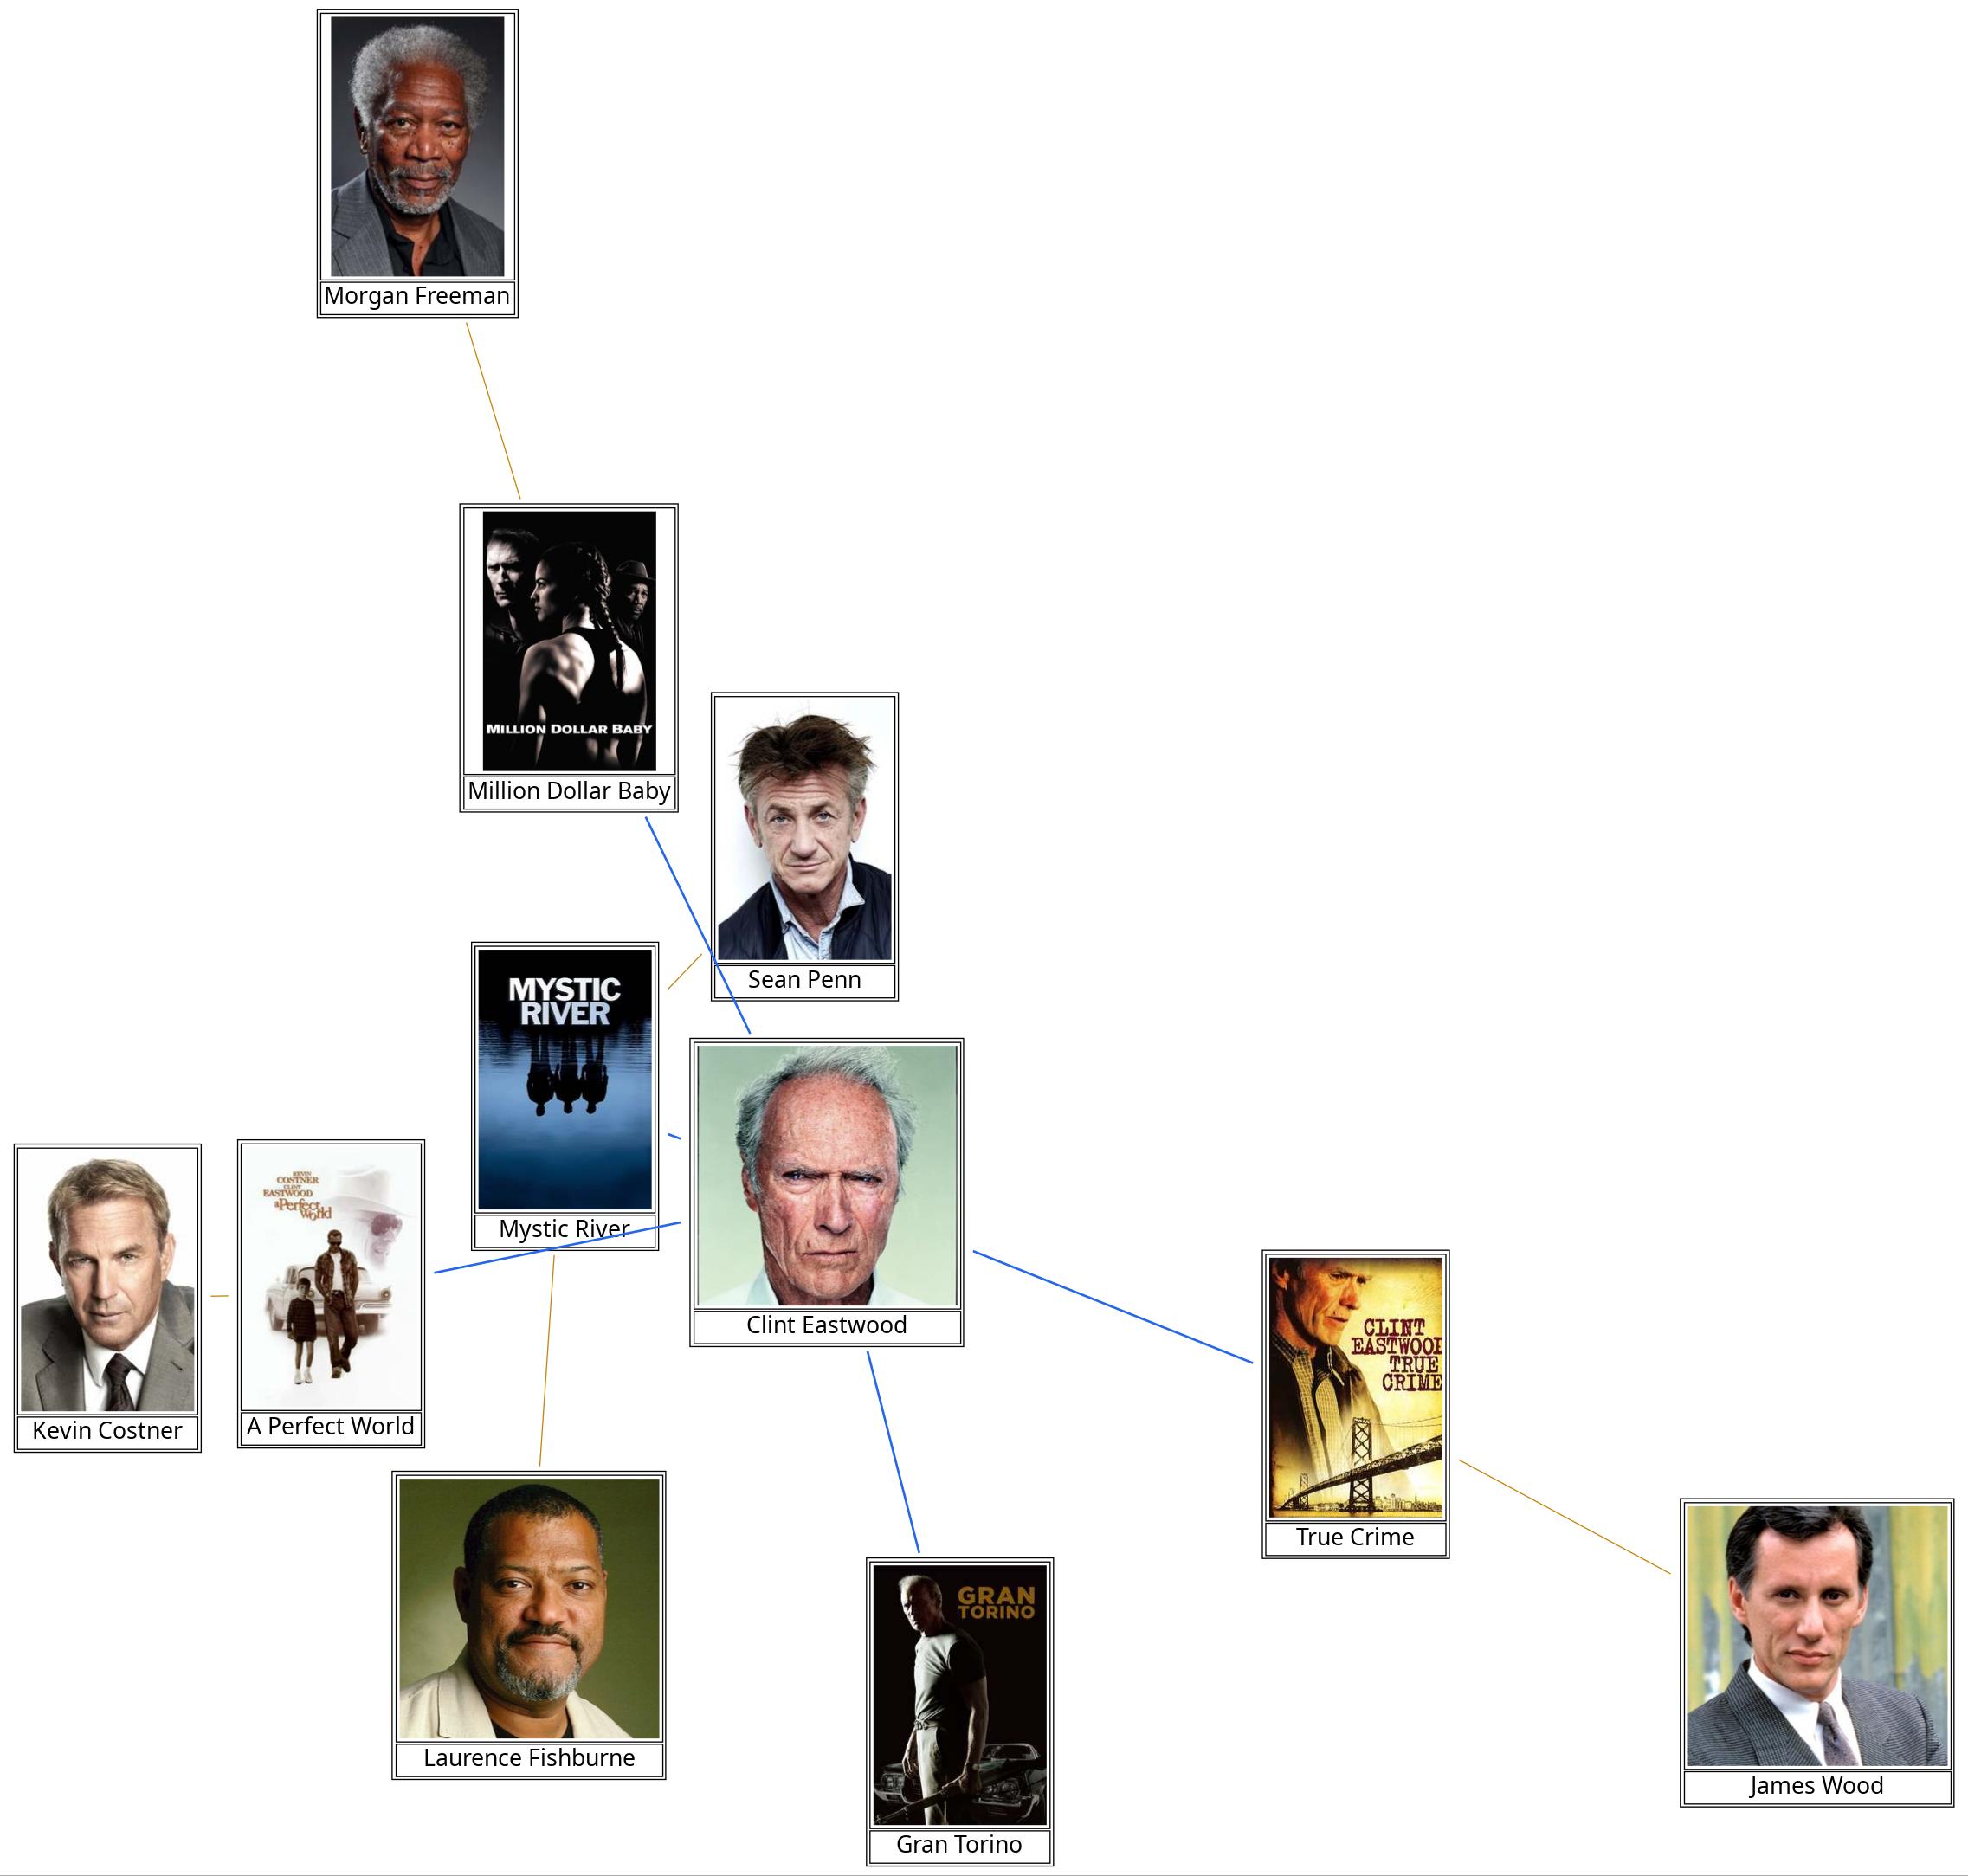 Morgan Freeman
MILLION DOLLAR BABY
Million Dollar Baby
Sean Penn
MYSTIC
RIVER
Mystic River
Clint Eastwood
KEVIN
COSTNER
CLINT
EASTWOOD
a Perfect
World
A Perfect World
Kevin Costner
CLINT
EASTWOOD
TRUE
CRIME
True Crime
Laurence Fishburne
GRAN
TORINO
Gran Torino
James Wood